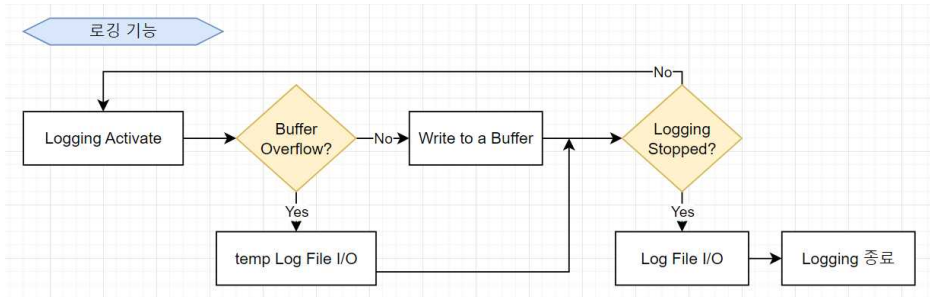 로깅 기능
No
Logging Activate
Buffer
Overflow?
No
Write to a Buffer
Logging
Stopped?
Yes
Yes
temp Log File I/O
Log File I/O
Logging 종료